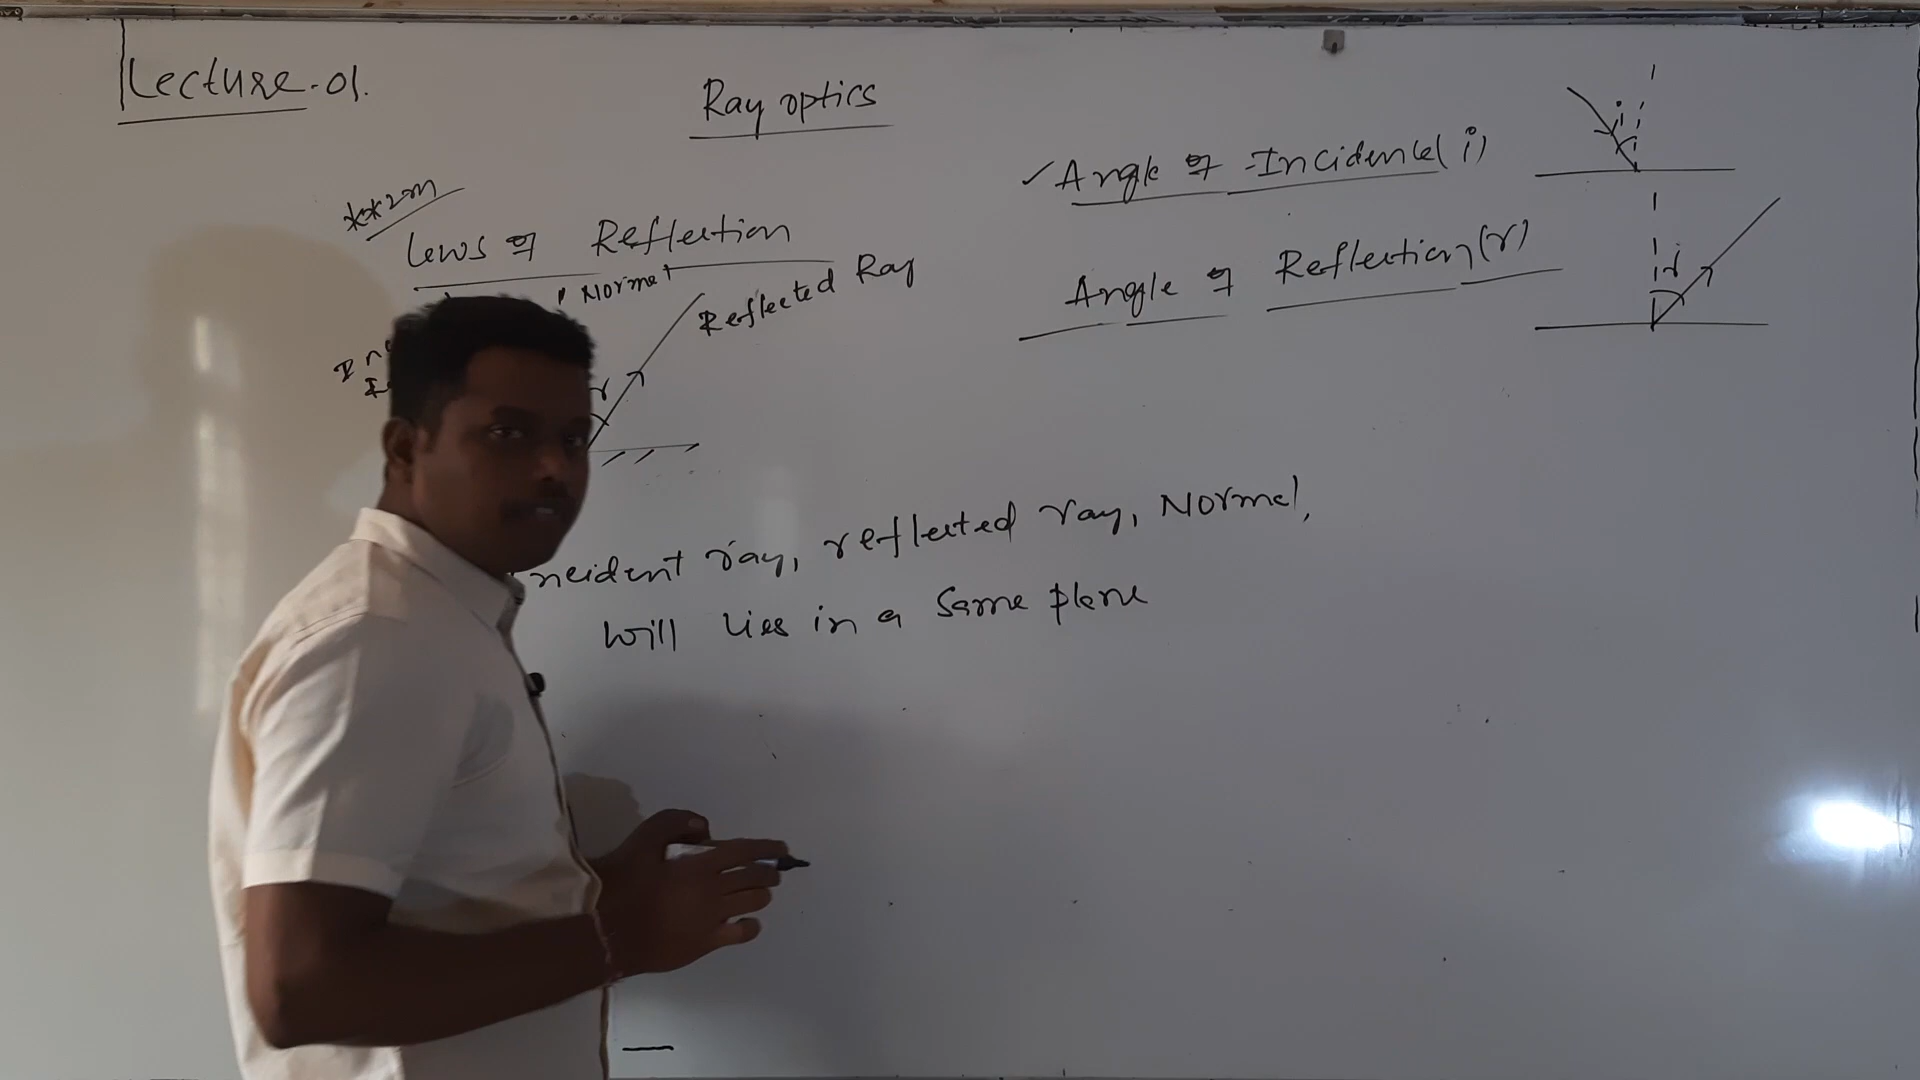 Lecture-01.
Ray optics
✓ Angle of Incidence(i)
i
**2m
Lews of Reflection
Angle of Reflection(r)
r
Normal
Reflected Ray
r
ncident ray, reflected ray, Normal,
will lies in a same plane